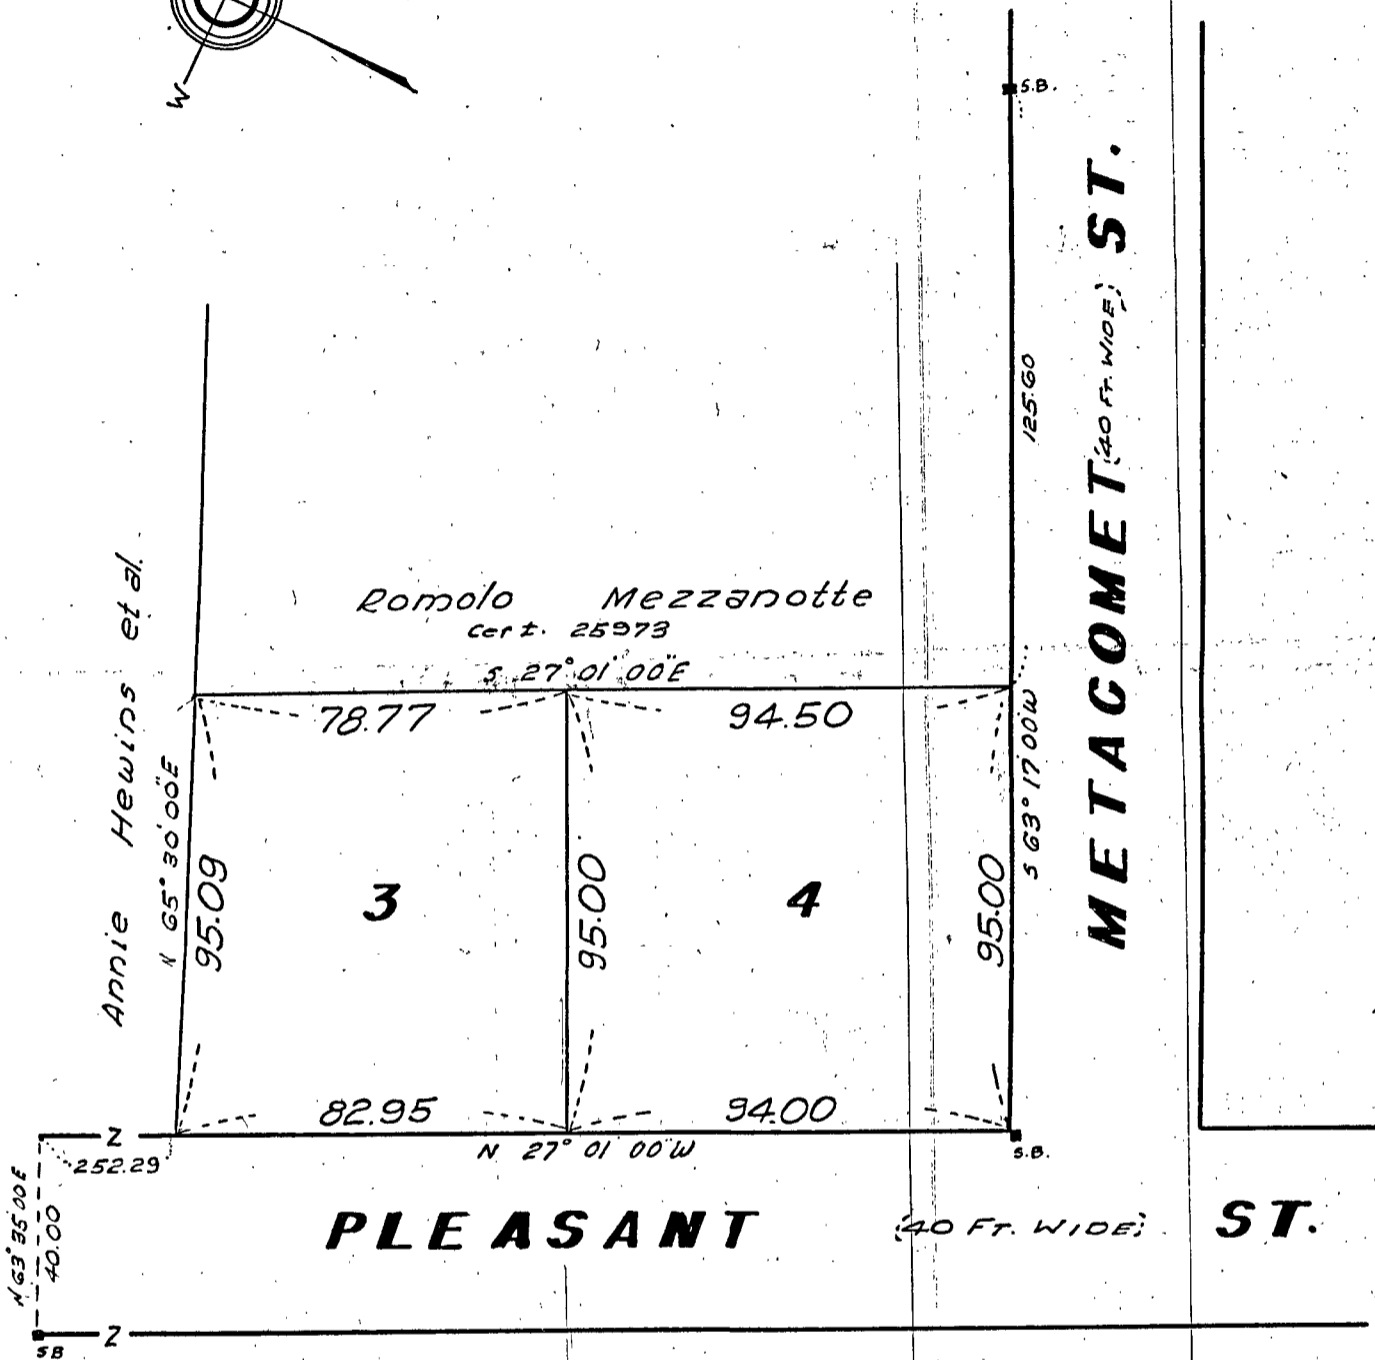 W
S.B.
METACOMET (40 FT. WIDE) ST.
125.60
Annie Hewins et al.
Romolo Mezzanotte
Cert. 25973
S 27° 01' 00" E
78.77
94.50
N 65° 30' 00" E
95.09
3
95.00
4
95.00
S 63° 17' 00" W
82.95
94.00
N 27° 01' 00" W
S.B.
Z
252.29
N 63° 35' 00 E
40.00
PLEASANT (40 FT. WIDE) ST.
Z
SB